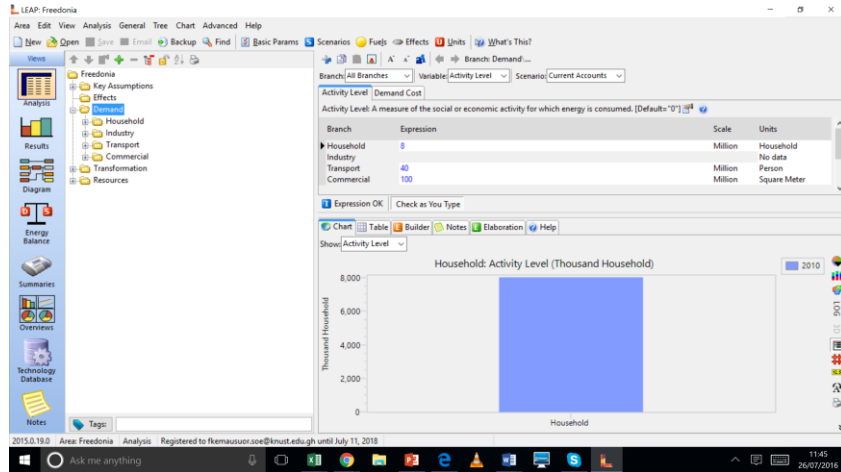 LEAP: Freedonia
Area Edit View Analysis General Tree Chart Advanced Help
New Open Save Email Backup Find Basic Params Scenarios Fuels Effects Units What's This?
Views
Branch: Demand\...
Freedonia
Key Assumptions
Effects
Demand
Household
Industry
Transport
Commercial
Transformation
Resources
Analysis
Results
Diagram
Energy
Balance
Summaries
Overviews
Technology
Database
Notes
Tags:
Branch: All Branches Variable: Activity Level Scenario: Current Accounts
Activity Level Demand Cost
Activity Level: A measure of the social or economic activity for which energy is consumed. [Default="0"]
Branch Expression Scale Units
Household 8 Million Household
Industry No data
Transport 40 Million Person
Commercial 100 Million Square Meter
Expression OK Check as You Type
Chart Table Builder Notes Elaboration Help
Show: Activity Level
Household: Activity Level (Thousand Household)
2010
Thousand Household
8,000
6,000
4,000
2,000
0
Household
LOG
2015.0.19.0 Area: Freedonia Analysis Registered to fkemausuor.soe@knust.edu.gh until July 11, 2018
Ask me anything
11:45
26/07/2016